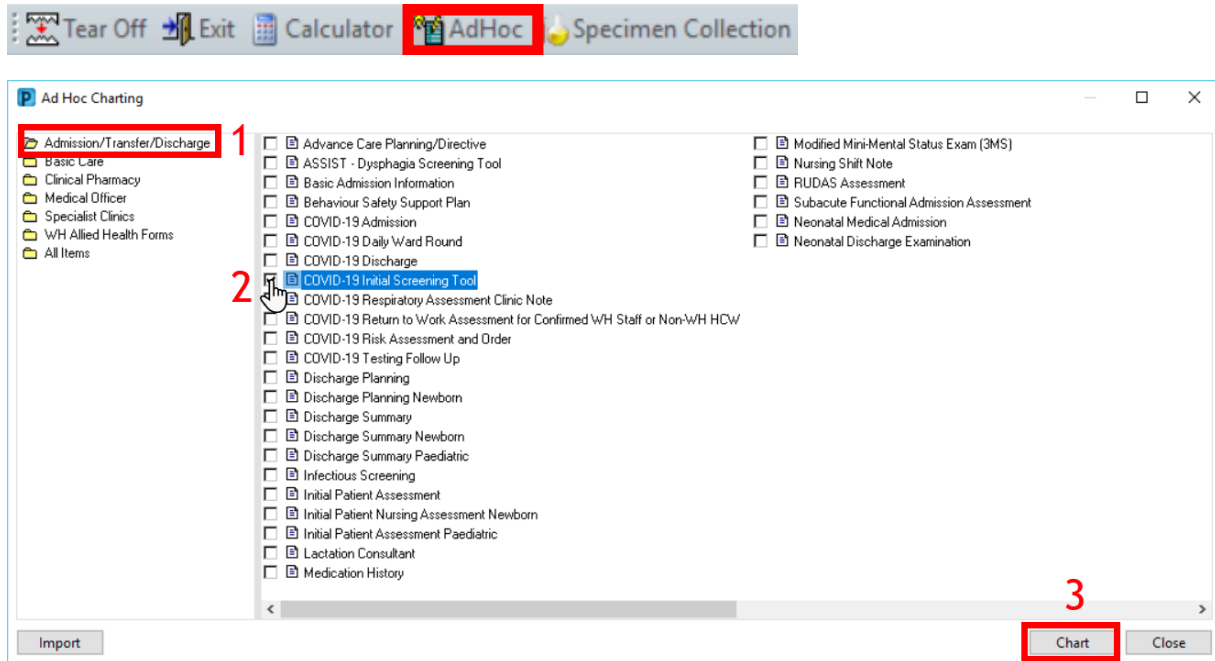 Tear Off Exit Calculator AdHoc Specimen Collection
Ad Hoc Charting
1
Admission/Transfer/Discharge
Basic Care
Clinical Pharmacy
Medical Officer
Specialist Clinics
WH Allied Health Forms
All Items
2
Advance Care Planning/Directive
ASSIST - Dysphagia Screening Tool
Basic Admission Information
Behaviour Safety Support Plan
COVID-19 Admission
COVID-19 Daily Ward Round
COVID-19 Discharge
COVID-19 Initial Screening Tool
COVID-19 Respiratory Assessment Clinic Note
COVID-19 Return to Work Assessment for Confirmed WH Staff or Non-WH HCW
COVID-19 Risk Assessment and Order
COVID-19 Testing Follow Up
Discharge Planning
Discharge Planning Newborn
Discharge Summary
Discharge Summary Newborn
Discharge Summary Paediatric
Infectious Screening
Initial Patient Assessment
Initial Patient Nursing Assessment Newborn
Initial Patient Assessment Paediatric
Lactation Consultant
Medication History
Modified Mini-Mental Status Exam (3MS)
Nursing Shift Note
RUDAS Assessment
Subacute Functional Admission Assessment
Neonatal Medical Admission
Neonatal Discharge Examination
3
Import
Chart
Close